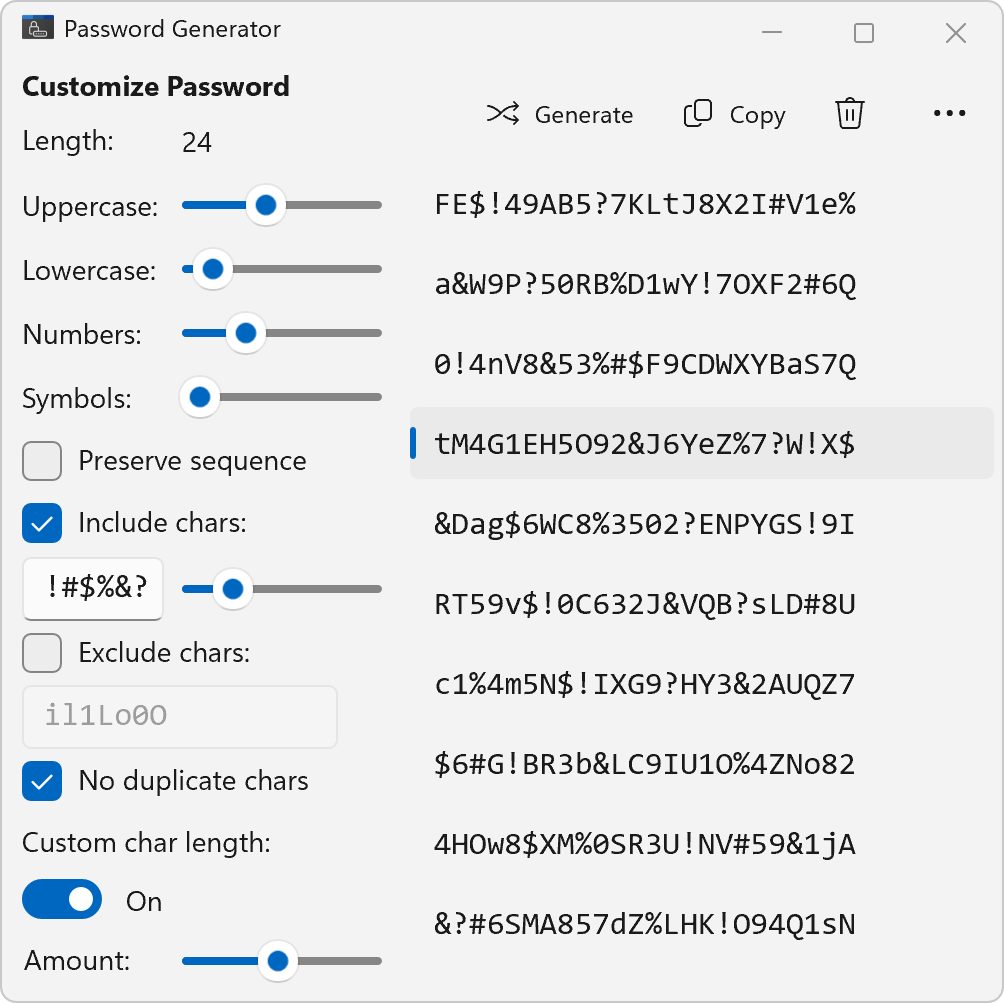 Password Generator
Customize Password
Length: 24
Generate Copy
Uppercase:
FE$!49AB5?7KLtJ8X2I#V1e%
Lowercase:
a&W9P?50RB%D1wY!7OXF2#6Q
Numbers:
0!4nV8&53%#$F9CDWXYBaS7Q
Symbols:
tM4G1EH5O92&J6YeZ%7?W!X$
Preserve sequence
Include chars:
&Dag$6WC8%3502?ENPYGS!9I
!#$%&?
RT59v$!0C632J&VQB?sLD#8U
Exclude chars:
c1%4m5N$!IXG9?HY3&2AUQZ7
il1Lo0O
No duplicate chars
$6#G!BR3b&LC9IU1O%4ZNo82
Custom char length:
4HOw8$XM%0SR3U!NV#59&1jA
On
&?#6SMA857dZ%LHK!O94Q1sN
Amount: